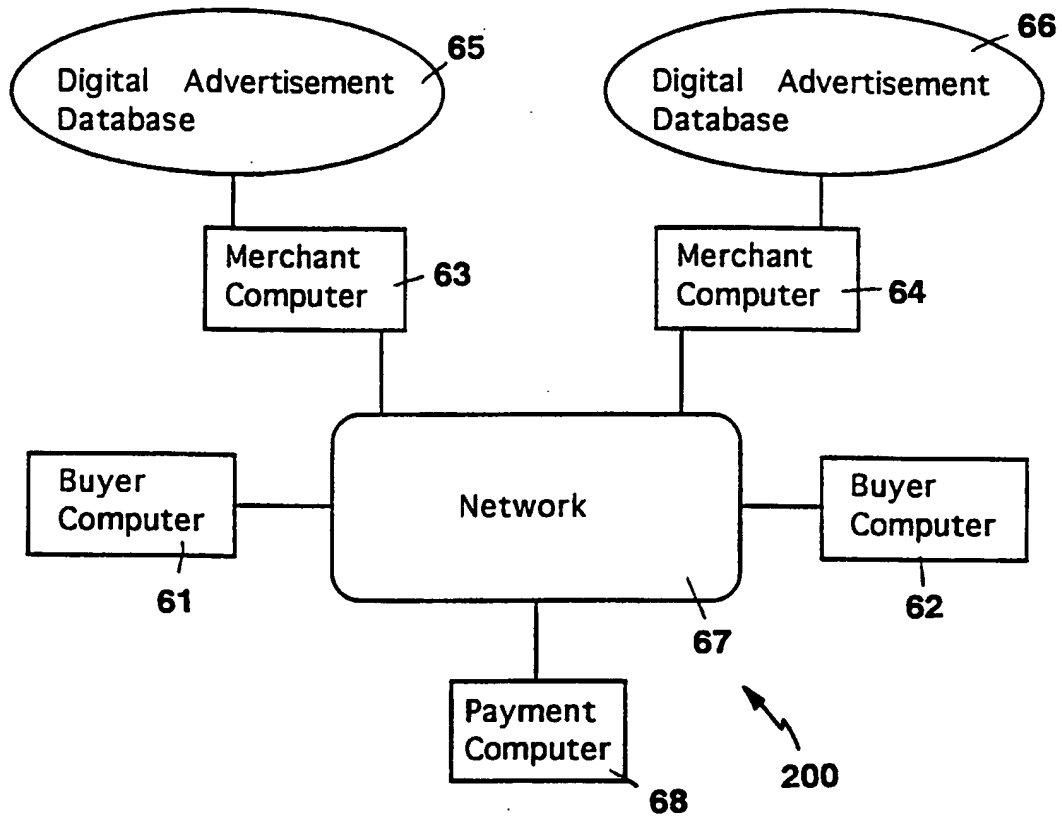 65
66
Digital Advertisement
Database
Digital Advertisement
Database
Merchant
Computer
63
Merchant
Computer
64
Buyer
Computer
61
Network
Buyer
Computer
62
67
Payment
Computer
68
200